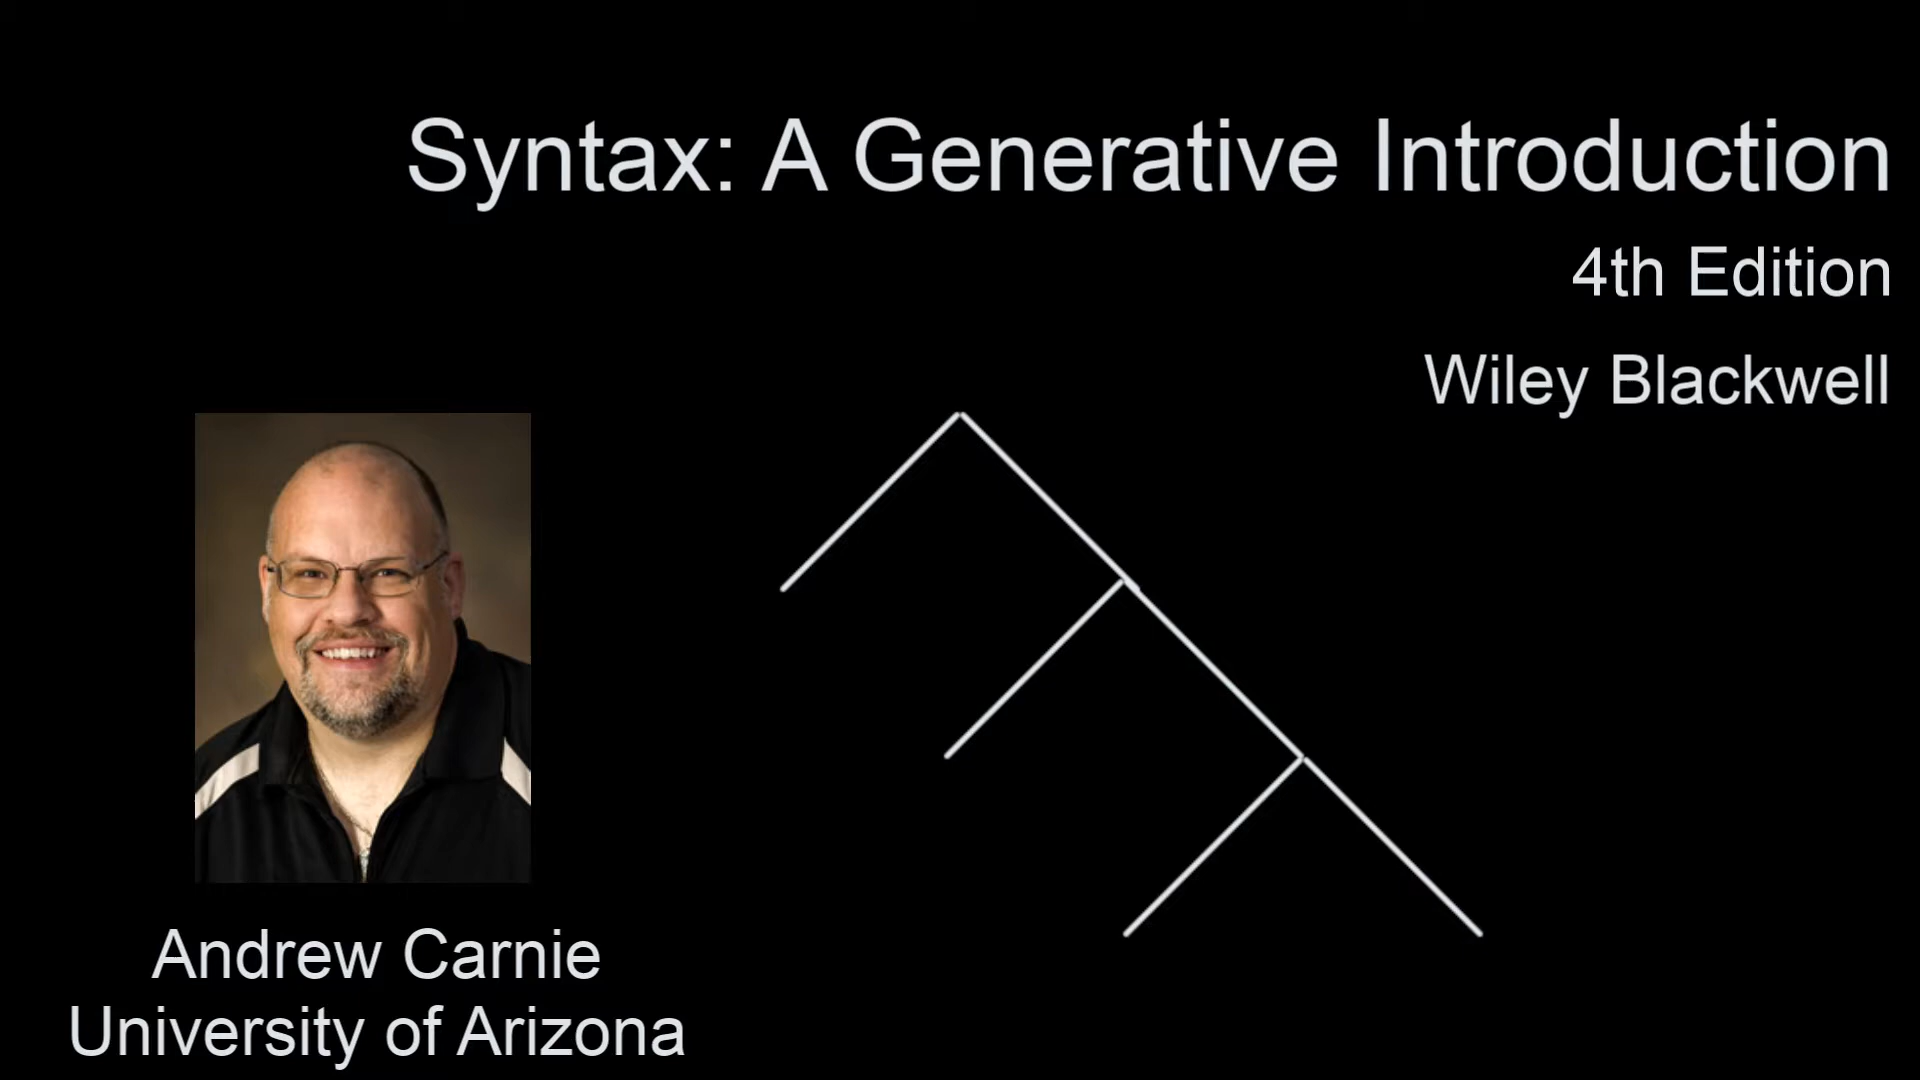 Syntax: A Generative Introduction
4th Edition
Wiley Blackwell
Andrew Carnie
University of Arizona